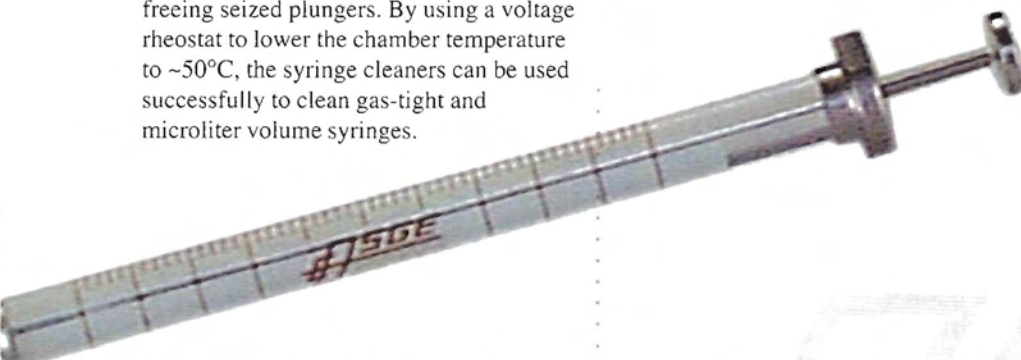 freeing seized plungers. By using a voltage
rheostat to lower the chamber temperature
to ~50°C, the syringe cleaners can be used
successfully to clean gas-tight and
microliter volume syringes.
SGE